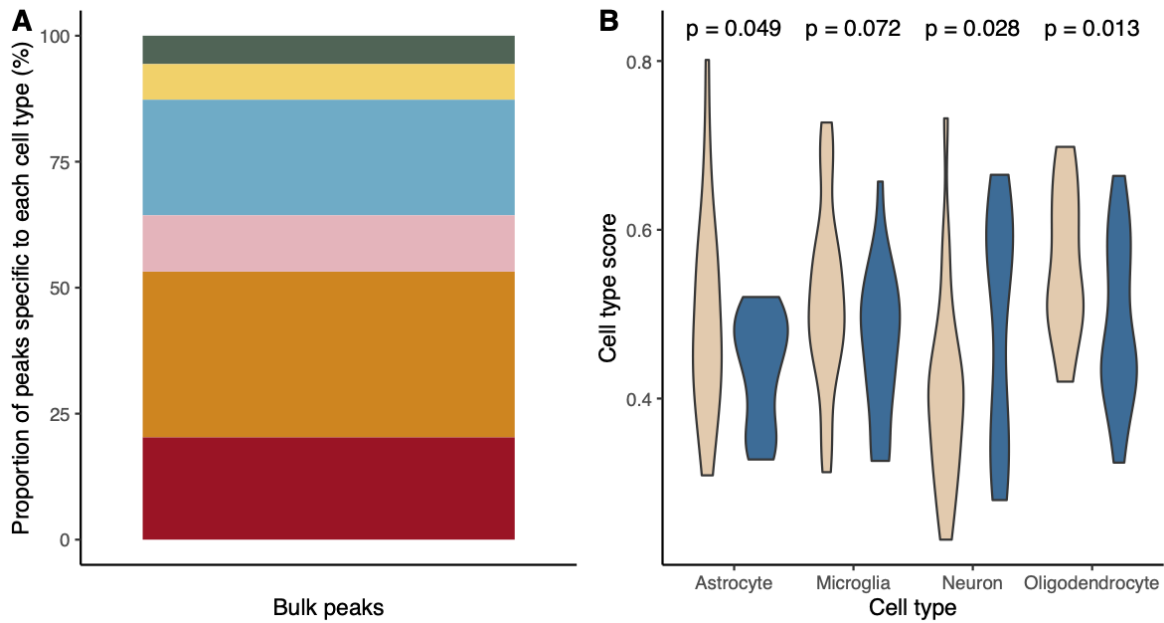 A
Proportion of peaks specific to each cell type (%)
100
75
50
25
0
Bulk peaks
B
p = 0.049 p = 0.072 p = 0.028 p = 0.013
Cell type score
0.8
0.6
0.4
Astrocyte Microglia Neuron Oligodendrocyte
Cell type